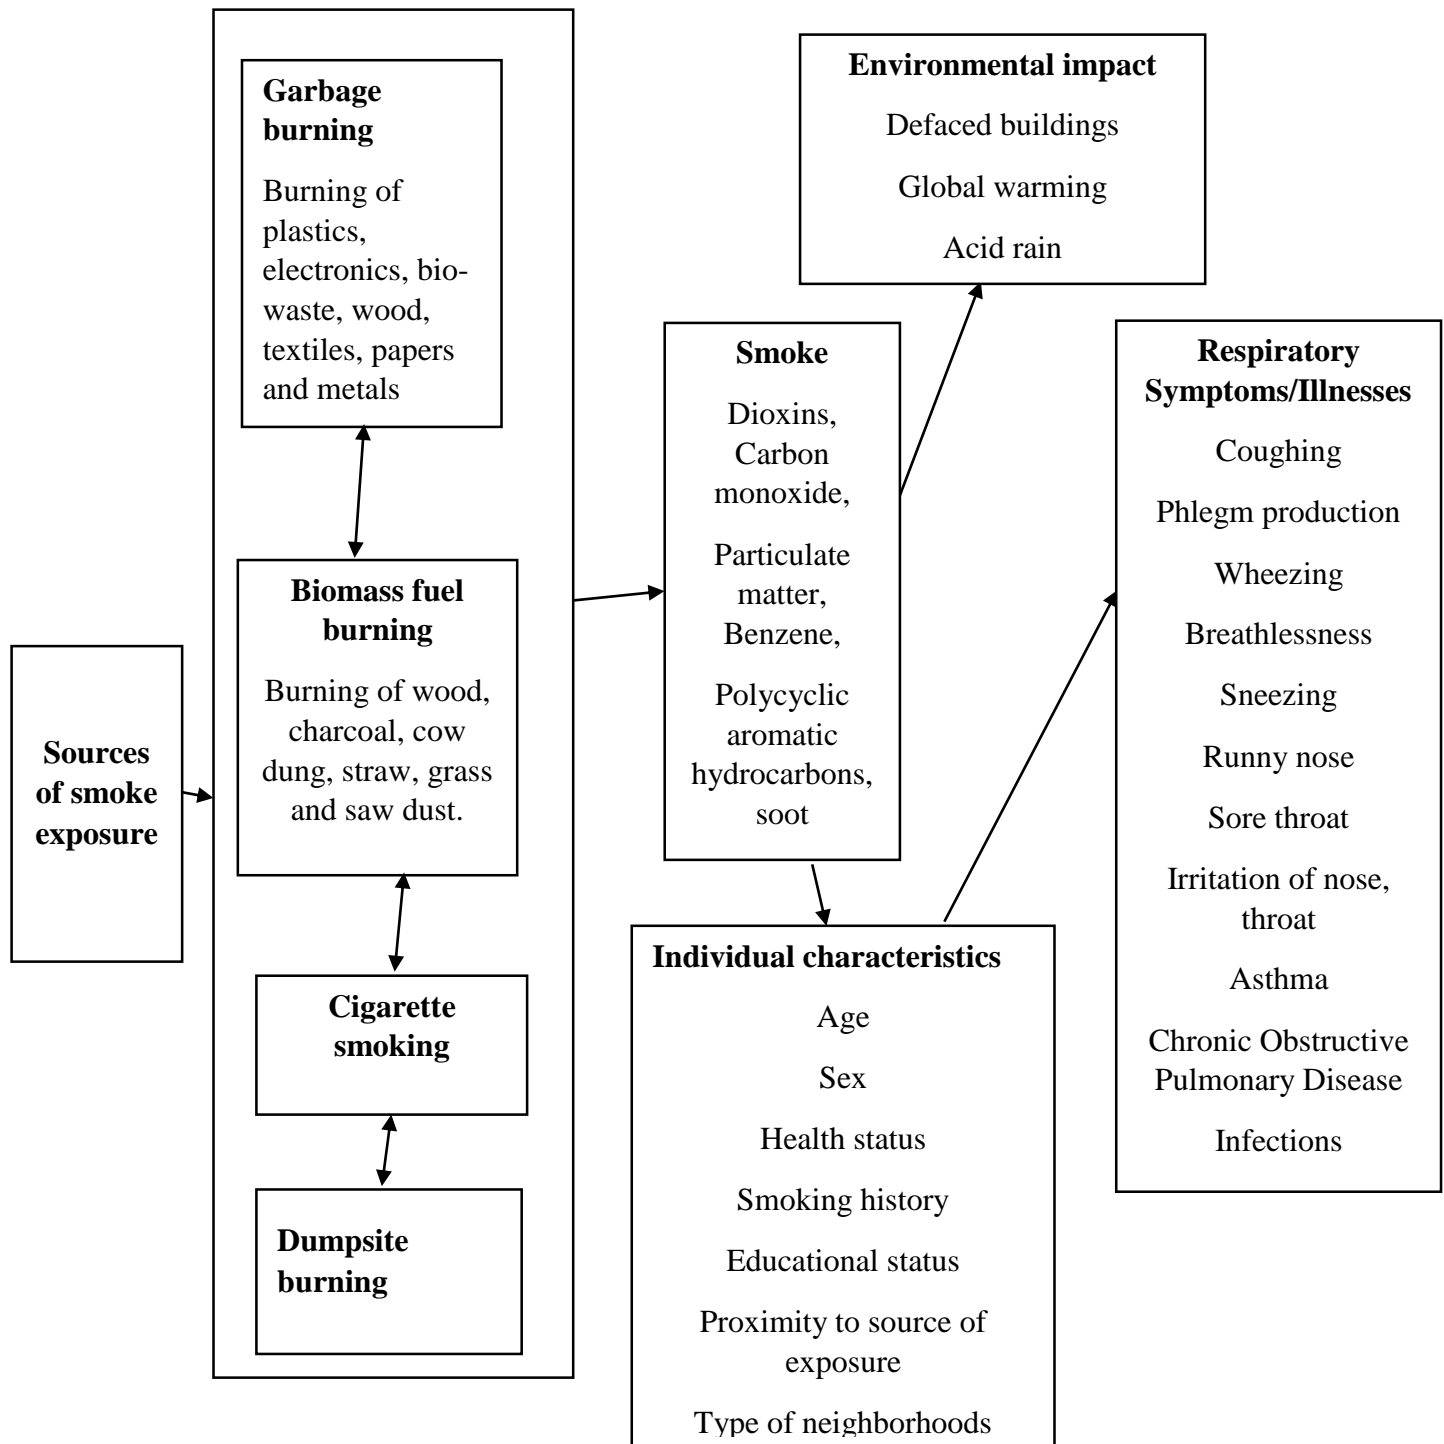 Sources
of smoke
exposure
Garbage
burning
Burning of
plastics,
electronics, bio-
waste, wood,
textiles, papers
and metals
Biomass fuel
burning
Burning of wood,
charcoal, cow
dung, straw, grass
and saw dust.
Cigarette
smoking
Dumpsite
burning
Smoke
Dioxins,
Carbon
monoxide,
Particulate
matter,
Benzene,
Polycyclic
aromatic
hydrocarbons,
soot
Environmental impact
Defaced buildings
Global warming
Acid rain
Individual characteristics
Age
Sex
Health status
Smoking history
Educational status
Proximity to source of
exposure
Type of neighborhoods
Respiratory
Symptoms/Illnesses
Coughing
Phlegm production
Wheezing
Breathlessness
Sneezing
Runny nose
Sore throat
Irritation of nose,
throat
Asthma
Chronic Obstructive
Pulmonary Disease
Infections